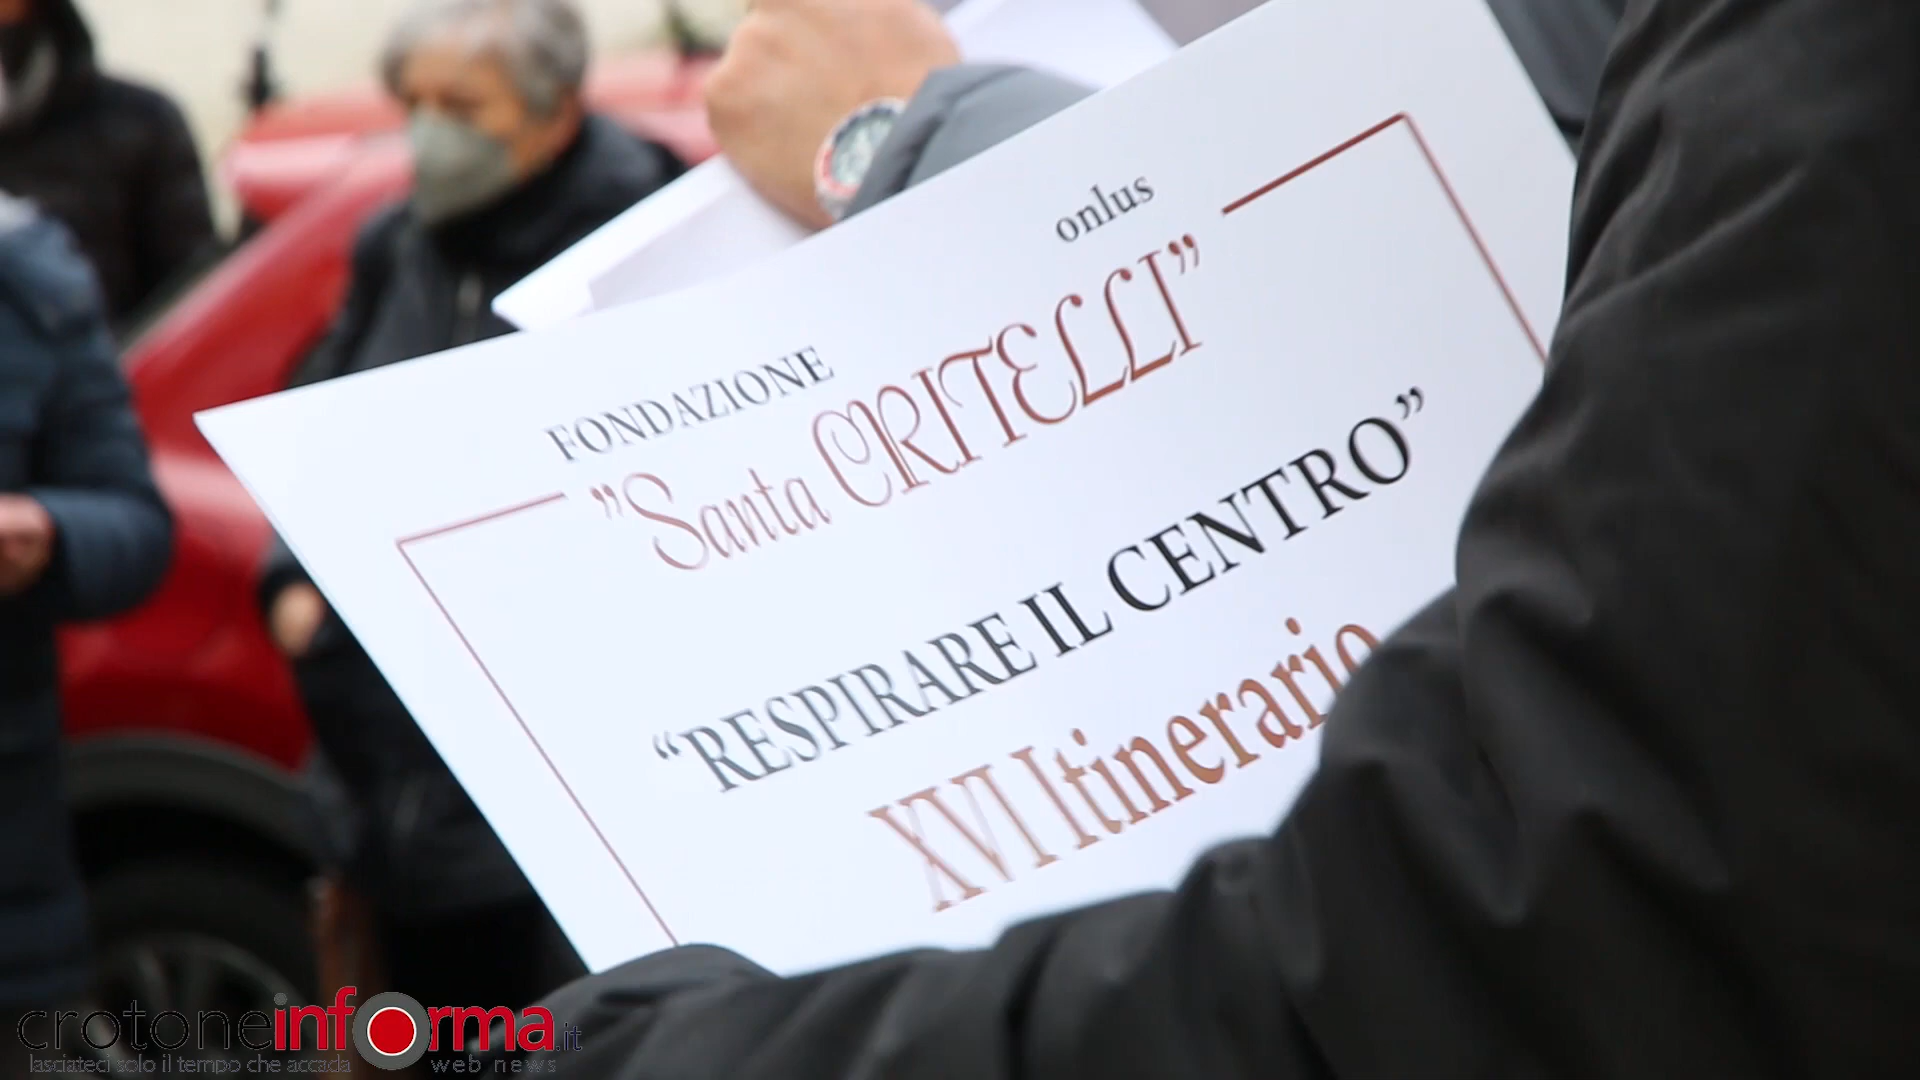 FONDAZIONE
"Santa CRITELLI"
onlus
“RESPIRARE IL CENTRO”
XVI Itinerario
crotoneinforma.it
lasciateci solo il tempo che accada
web news